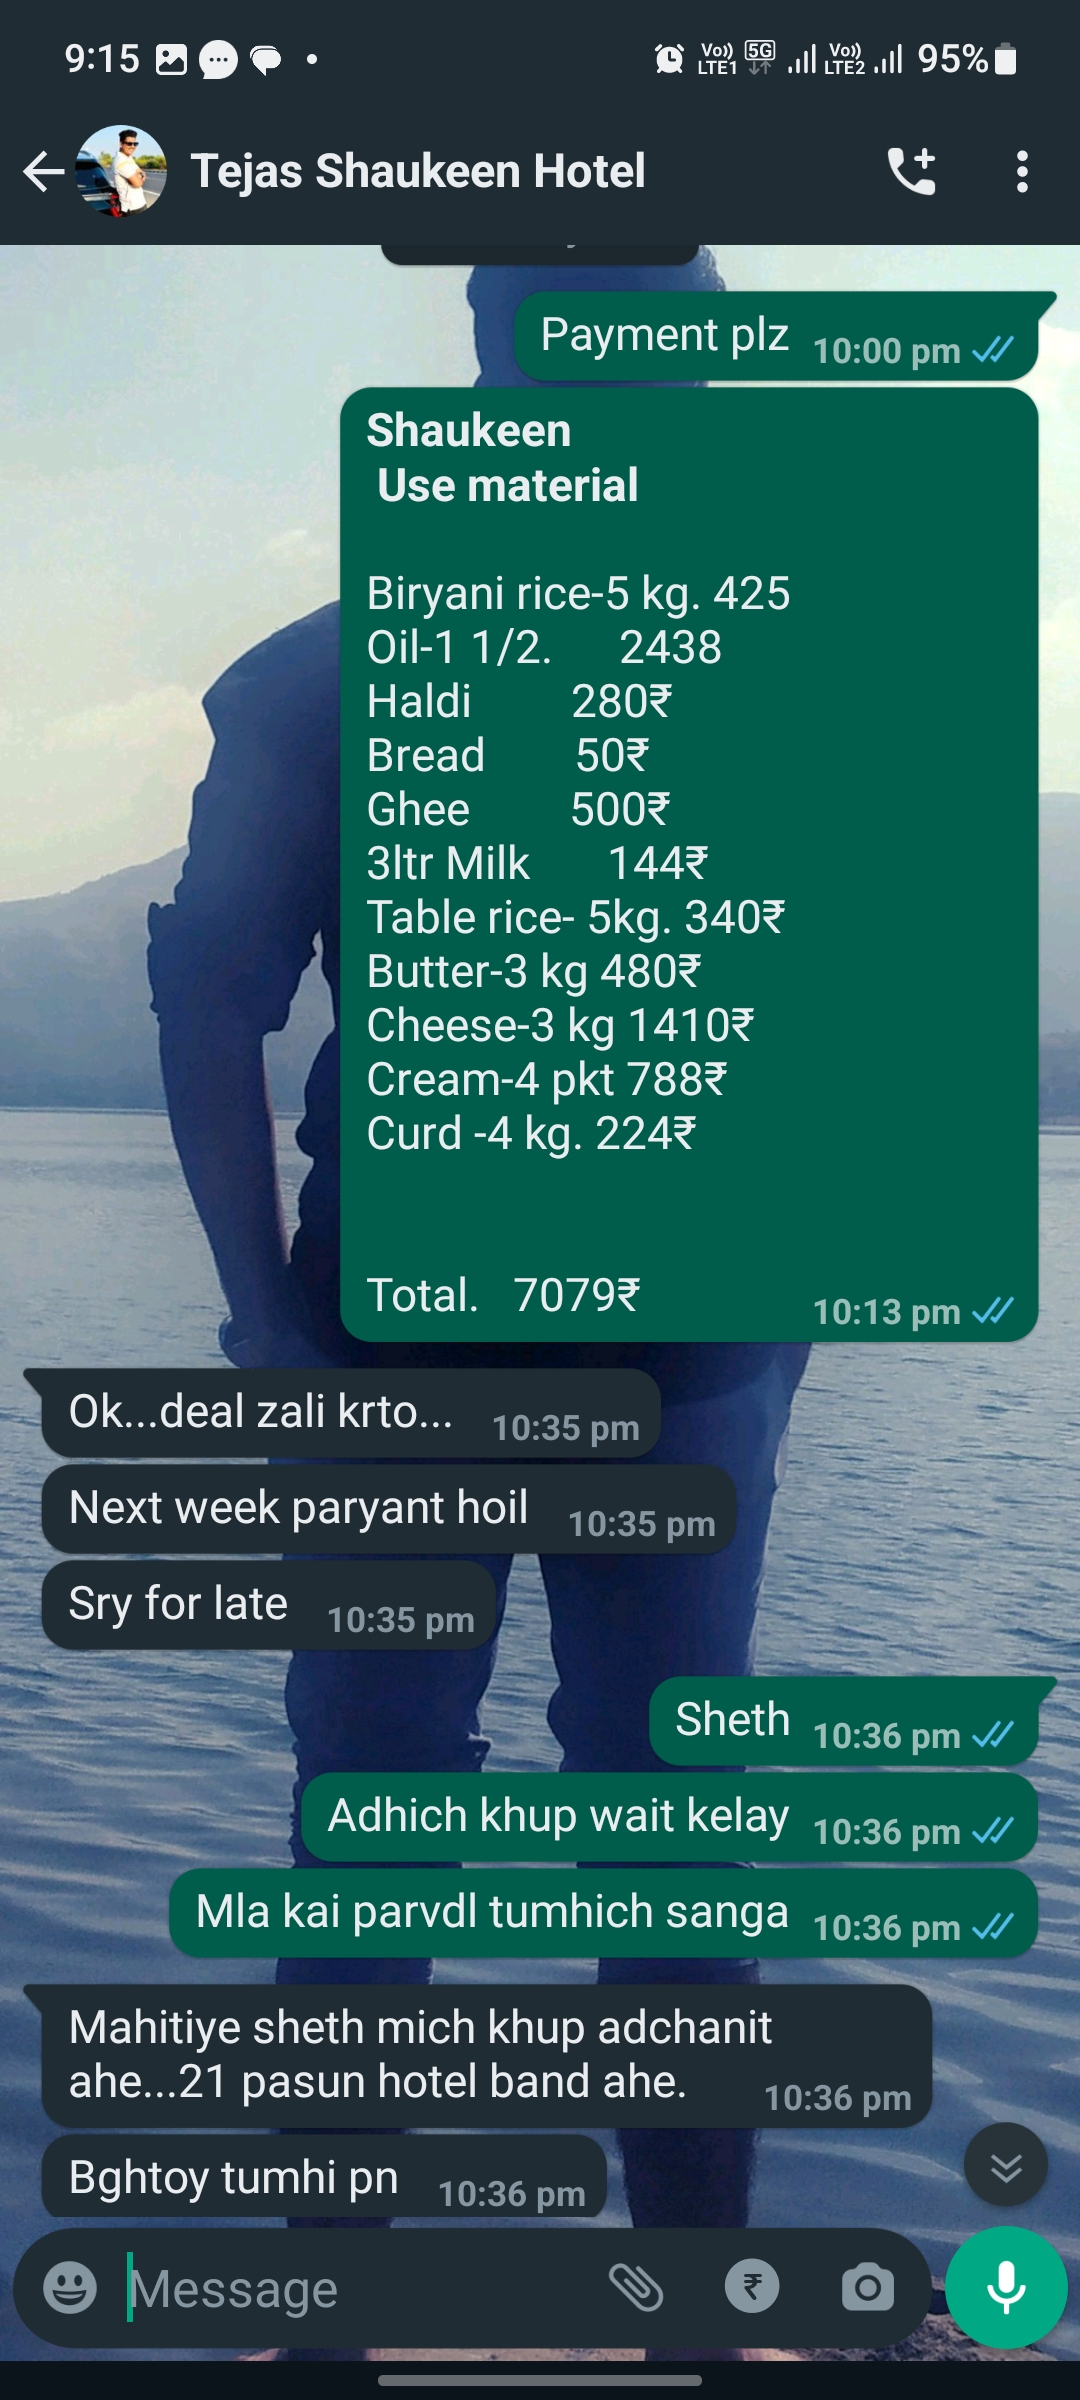 9:15
Vo)) LTE1 5G Vo)) LTE2 95%
Tejas Shaukeen Hotel
Payment plz 10:00 pm
Shaukeen
Use material
Biryani rice-5 kg. 425
Oil-1 1/2. 2438
Haldi 280₹
Bread 50₹
Ghee 500₹
3ltr Milk 144₹
Table rice- 5kg. 340₹
Butter-3 kg 480₹
Cheese-3 kg 1410₹
Cream-4 pkt 788₹
Curd -4 kg. 224₹
Total. 7079₹ 10:13 pm
Ok...deal zali krto... 10:35 pm
Next week paryant hoil 10:35 pm
Sry for late 10:35 pm
Sheth 10:36 pm
Adhich khup wait kelay 10:36 pm
Mla kai parvdl tumhich sanga 10:36 pm
Mahitiye sheth mich khup adchanit
ahe...21 pasun hotel band ahe. 10:36 pm
Bghtoy tumhi pn 10:36 pm
Message ₹